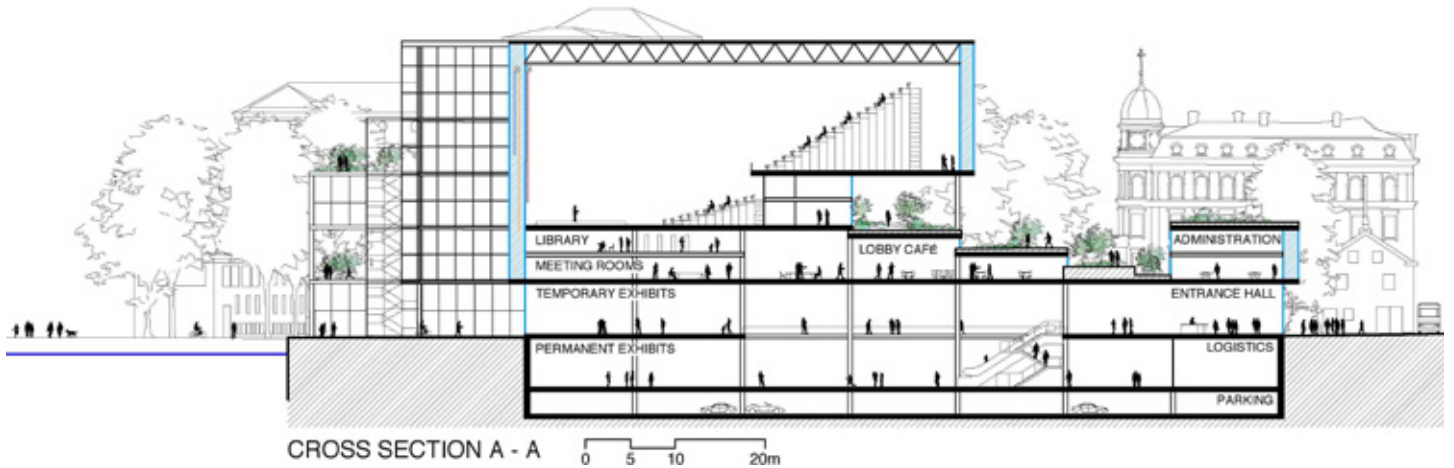 LIBRARY
ADMINISTRATION
LOBBY CAFé
MEETING ROOMS
TEMPORARY EXHIBITS
ENTRANCE HALL
PERMANENT EXHIBITS
LOGISTICS
PARKING
CROSS SECTION A - A
0 5 10 20m